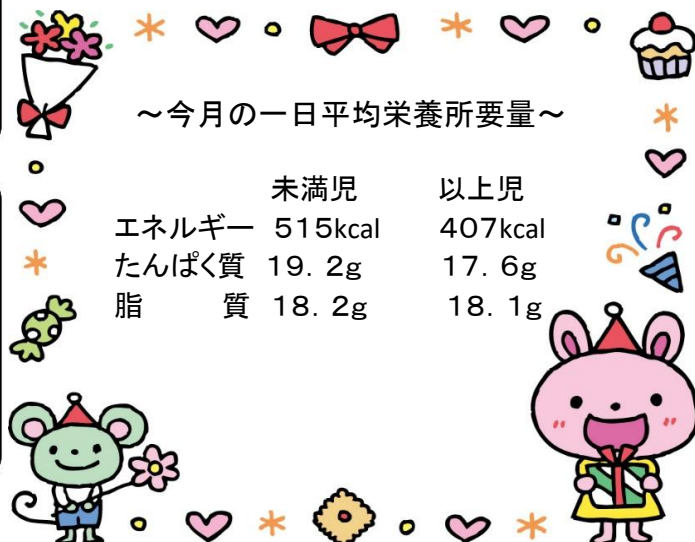 ～今月の一日平均栄養所要量～
未満児 以上児
エネルギー 515kcal 407kcal
たんぱく質 19．2g 17．6g
脂 質 18．2g 18．1g